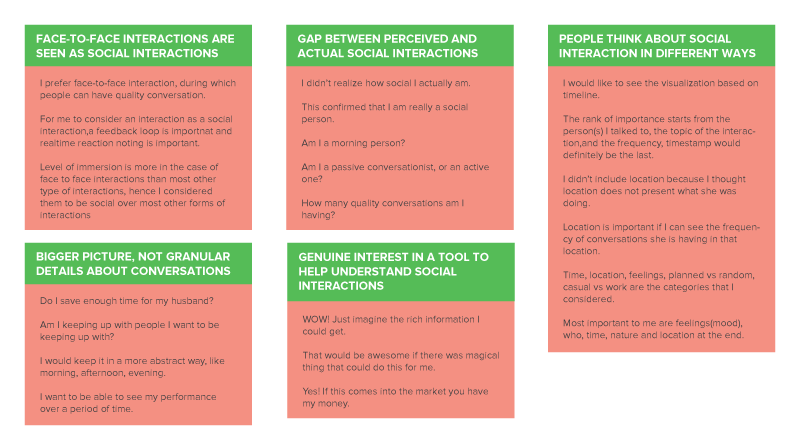 FACE-TO-FACE INTERACTIONS ARE
SEEN AS SOCIAL INTERACTIONS
I prefer face-to-face interaction, during which
people can have quality conversation.
For me to consider an interaction as a social
interaction,a feedback loop is importnat and
realtime reaction noting is important.
Level of immersion is more in the case of
face to face interactions than most other
type of interactions, hence I considered
them to be social over most other forms of
interactions
BIGGER PICTURE, NOT GRANULAR
DETAILS ABOUT CONVERSATIONS
Do I save enough time for my husband?
Am I keeping up with people I want to be
keeping up with?
I would keep it in a more abstract way, like
morning, afternoon, evening.
I want to be able to see my performance
over a period of time.
GAP BETWEEN PERCEIVED AND
ACTUAL SOCIAL INTERACTIONS
I didn't realize how social I actually am.
This confirmed that I am really a social
person.
Am I a morning person?
Am I a passive conversationist, or an active
one?
How many quality conversations am I
having?
GENUINE INTEREST IN A TOOL TO
HELP UNDERSTAND SOCIAL
INTERACTIONS
WOW! Just imagine the rich information I
could get.
That would be awesome if there was magical
thing that could do this for me.
Yes! If this comes into the market you have
my money.
PEOPLE THINK ABOUT SOCIAL
INTERACTION IN DIFFERENT WAYS
I would like to see the visualization based on
timeline.
The rank of importance starts from the
person(s) I talked to, the topic of the interac-
tion,and the frequency, timestamp would
definitely be the last.
I didn't include location because I thought
location does not present what she was
doing.
Location is important if I can see the frequen-
cy of conversations she is having in that
location.
Time, location, feelings, planned vs random,
casual vs work are the categories that I
considered.
Most important to me are feelings(mood),
who, time, nature and location at the end.